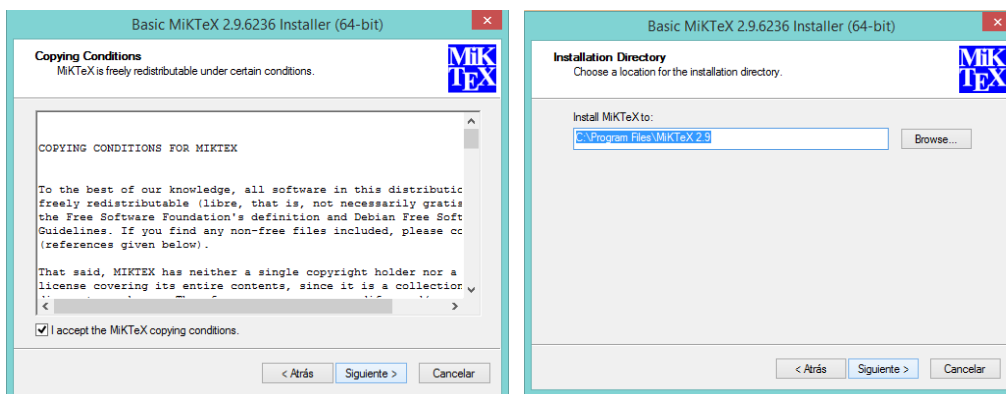 Basic MiKTeX 2.9.6236 Installer (64-bit)
Copying Conditions
MiKTeX is freely redistributable under certain conditions.
MiK
TEX
COPYING CONDITIONS FOR MIKTEX
To the best of our knowledge, all software in this distributic
freely redistributable (libre, that is, not necessarily gratis
the Free Software Foundation's definition and Debian Free Soft
Guidelines. If you find any non-free files included, please cc
(references given below).
That said, MIKTEX has neither a single copyright holder nor a
license covering its entire contents, since it is a collection
I accept the MiKTeX copying conditions.
< Atrás
Siguiente >
Cancelar
Basic MiKTeX 2.9.6236 Installer (64-bit)
Installation Directory
Choose a location for the installation directory.
MiK
TEX
Install MiKTeX to:
C:\Program Files\MiKTeX 2.9
Browse...
< Atrás
Siguiente >
Cancelar